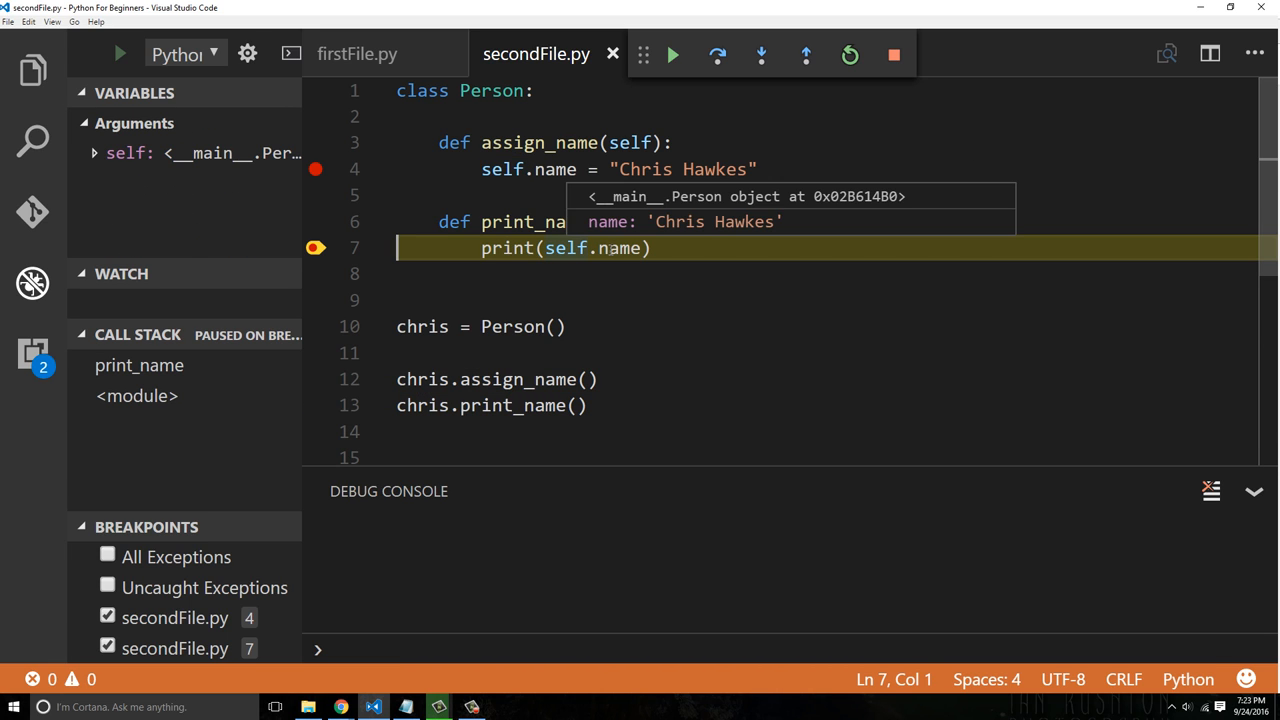 secondFile.py - Python For Beginners - Visual Studio Code
File Edit View Go Help
Python
firstFile.py
secondFile.py
VARIABLES
Arguments
self: <__main__.Per...
WATCH
CALL STACK PAUSED ON BRE...
print_name
<module>
BREAKPOINTS
All Exceptions
Uncaught Exceptions
secondFile.py 4
secondFile.py 7
2
1 class Person:
2
3 def assign_name(self):
4 self.name = "Chris Hawkes"
5
<__main__.Person object at 0x02B614B0>
name: 'Chris Hawkes'
6 def print_na
7 print(self.name)
8
9
10 chris = Person()
11
12 chris.assign_name()
13 chris.print_name()
14
15
DEBUG CONSOLE
0 0
Ln 7, Col 1 Spaces: 4 UTF-8 CRLF Python
I'm Cortana. Ask me anything.
7:23 PM
9/24/2016